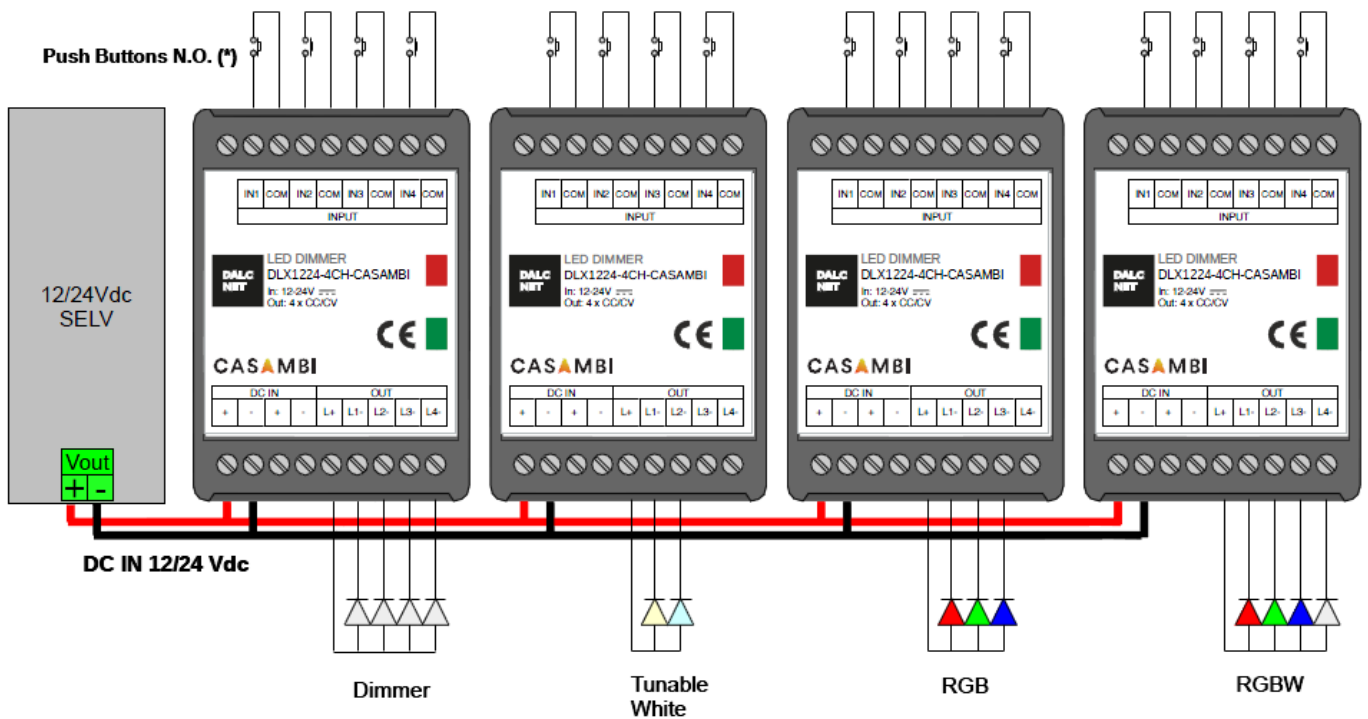 Push Buttons N.O. (*)
12/24Vdc
SELV
Vout
+ -
DC IN 12/24 Vdc
IN1 COM IN2 COM IN3 COM IN4 COM
INPUT
DALC
NET
LED DIMMER
DLX1224-4CH-CASAMBI
In: 12-24V
Out: 4 x CC/CV
CE
CASAMBI
DC IN OUT
+ - + - L+ L1- L2- L3- L4-
Dimmer
IN1 COM IN2 COM IN3 COM IN4 COM
INPUT
DALC
NET
LED DIMMER
DLX1224-4CH-CASAMBI
In: 12-24V
Out: 4 x CC/CV
CE
CASAMBI
DC IN OUT
+ - + - L+ L1- L2- L3- L4-
Tunable
White
IN1 COM IN2 COM IN3 COM IN4 COM
INPUT
DALC
NET
LED DIMMER
DLX1224-4CH-CASAMBI
In: 12-24V
Out: 4 x CC/CV
CE
CASAMBI
DC IN OUT
+ - + - L+ L1- L2- L3- L4-
RGB
IN1 COM IN2 COM IN3 COM IN4 COM
INPUT
DALC
NET
LED DIMMER
DLX1224-4CH-CASAMBI
In: 12-24V
Out: 4 x CC/CV
CE
CASAMBI
DC IN OUT
+ - + - L+ L1- L2- L3- L4-
RGBW